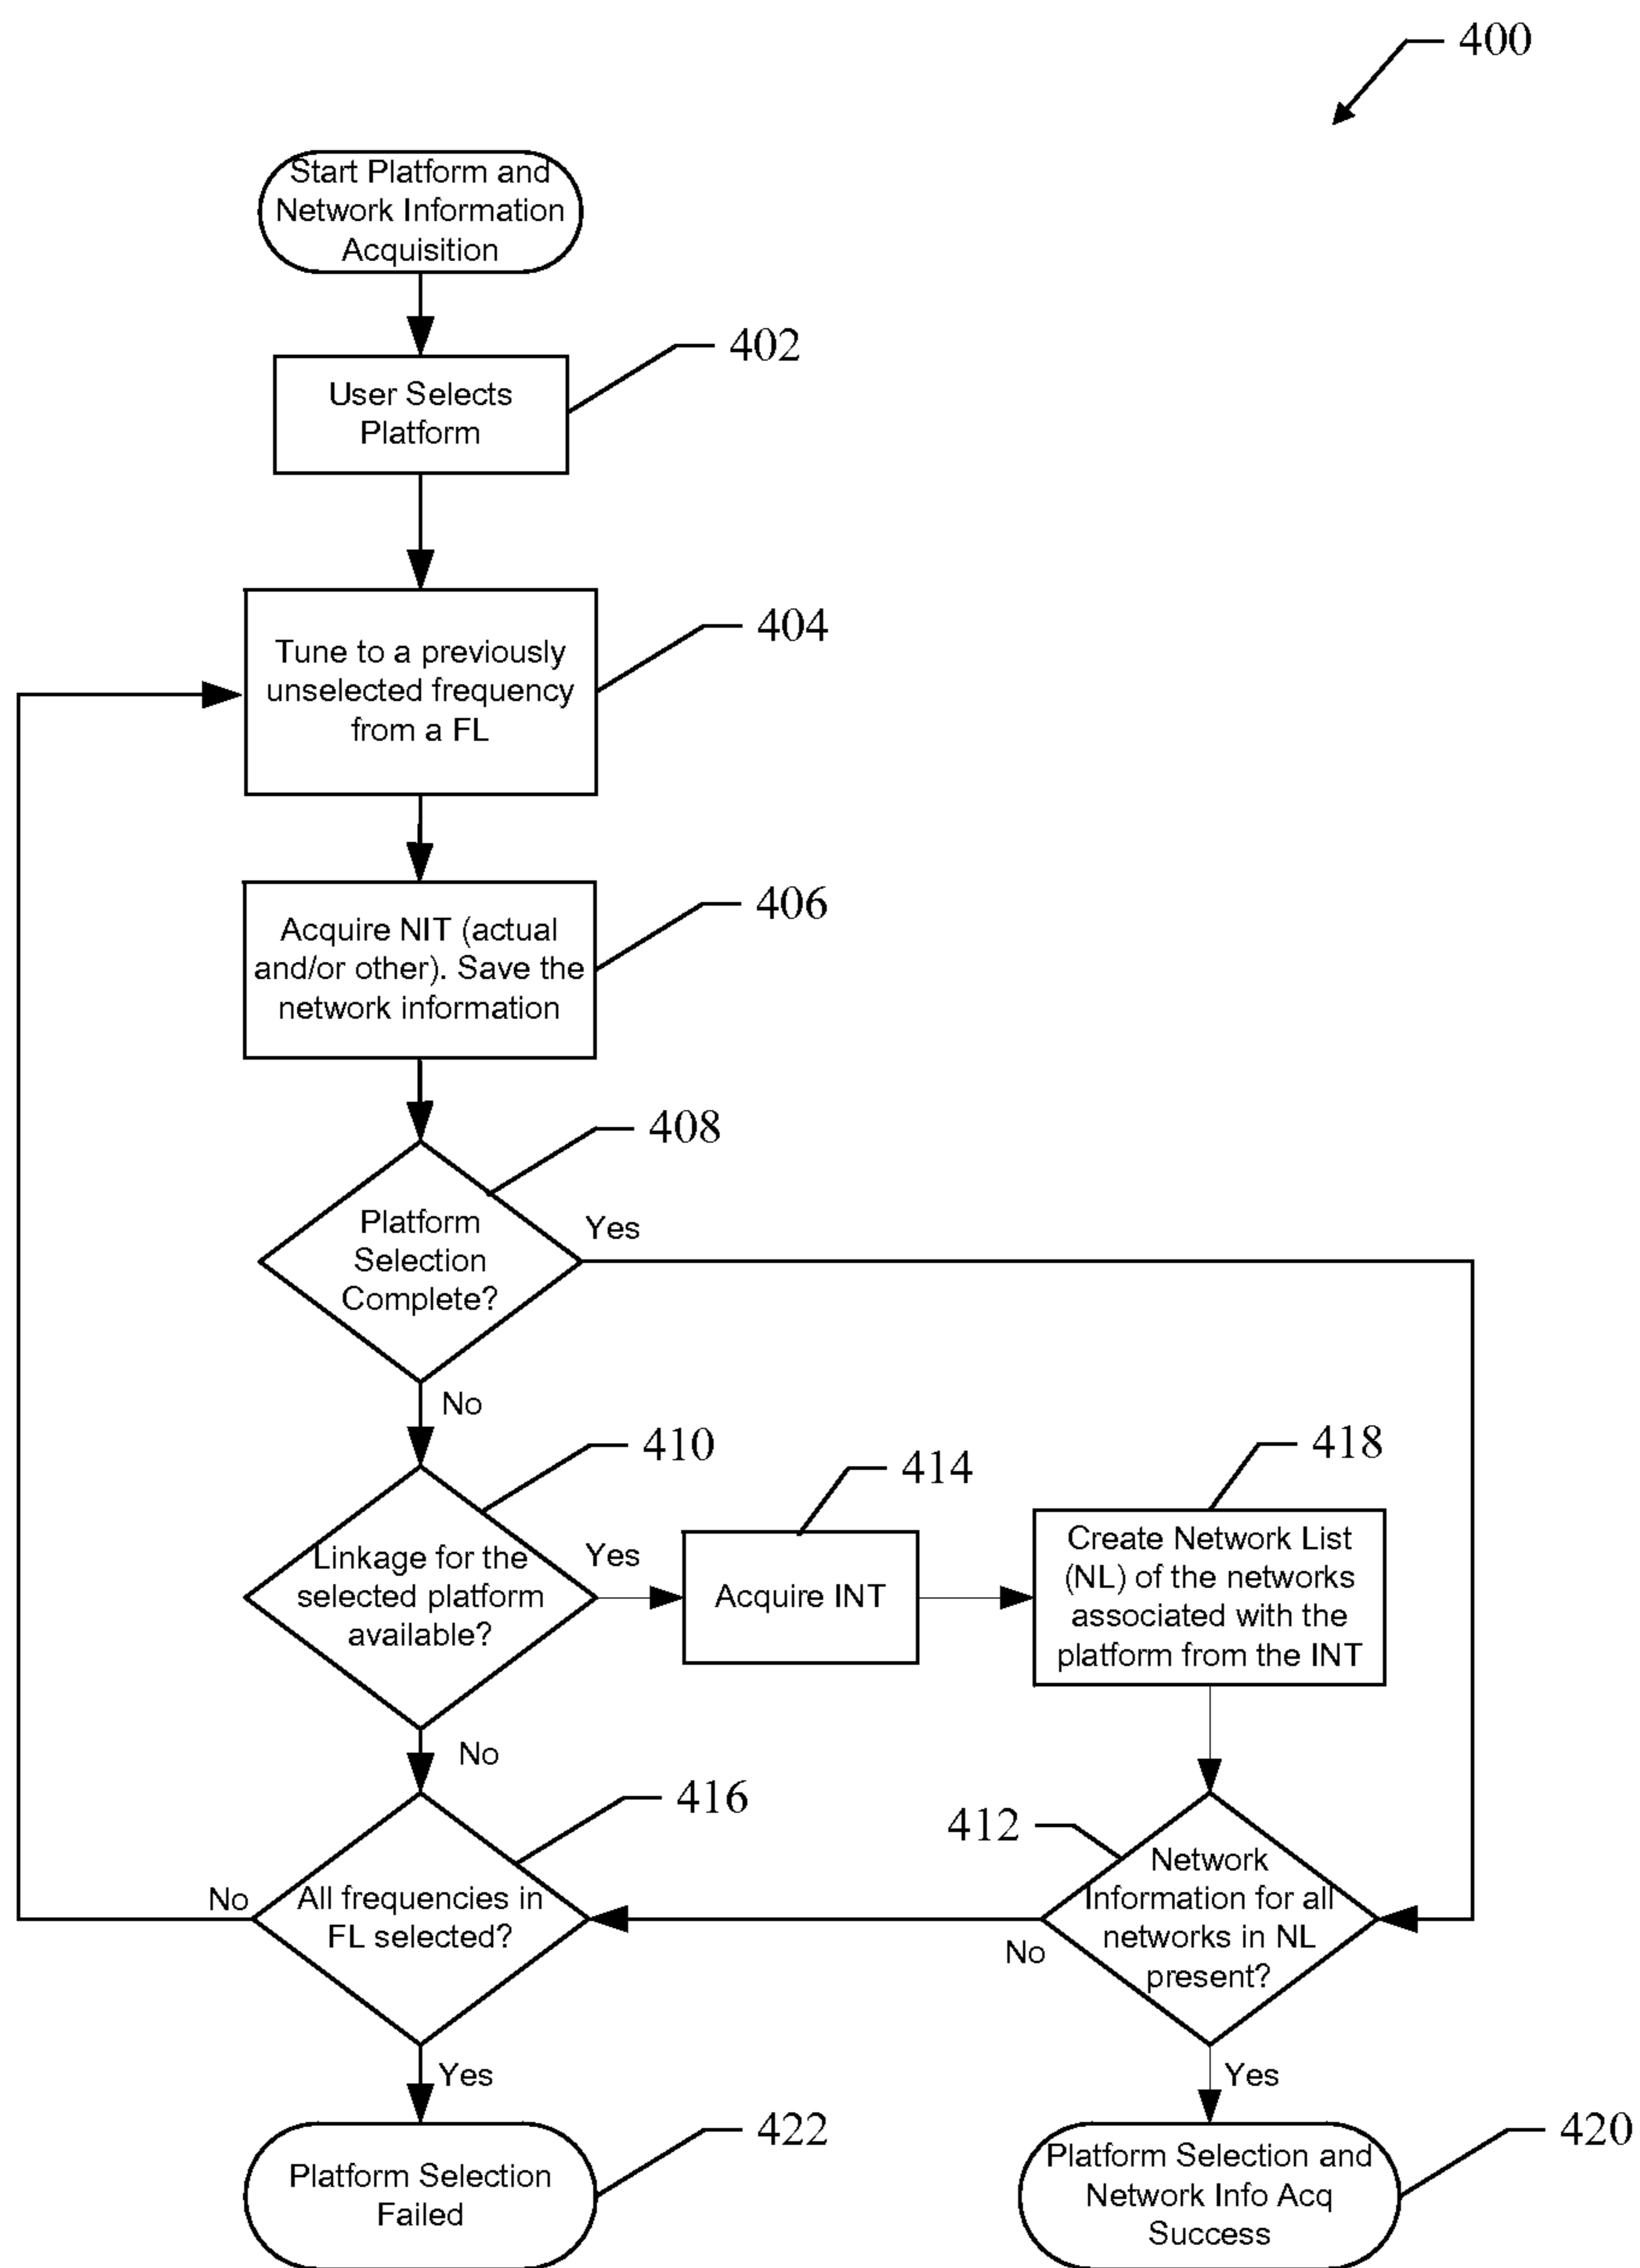 400
Start Platform and
Network Information
Acquisition
402
User Selects
Platform
404
Tune to a previously
unselected frequency
from a FL
406
Acquire NIT (actual
and/or other). Save the
network information
408
Platform
Selection
Complete?
Yes
No
410
Linkage for the
selected platform
available?
Yes
414
Acquire INT
418
Create Network List
(NL) of the networks
associated with the
platform from the INT
No
416
All frequencies in
FL selected?
No
412
Network
Information for all
networks in NL
present?
No
Yes
Yes
422
Platform Selection
Failed
420
Platform Selection and
Network Info Acq
Success